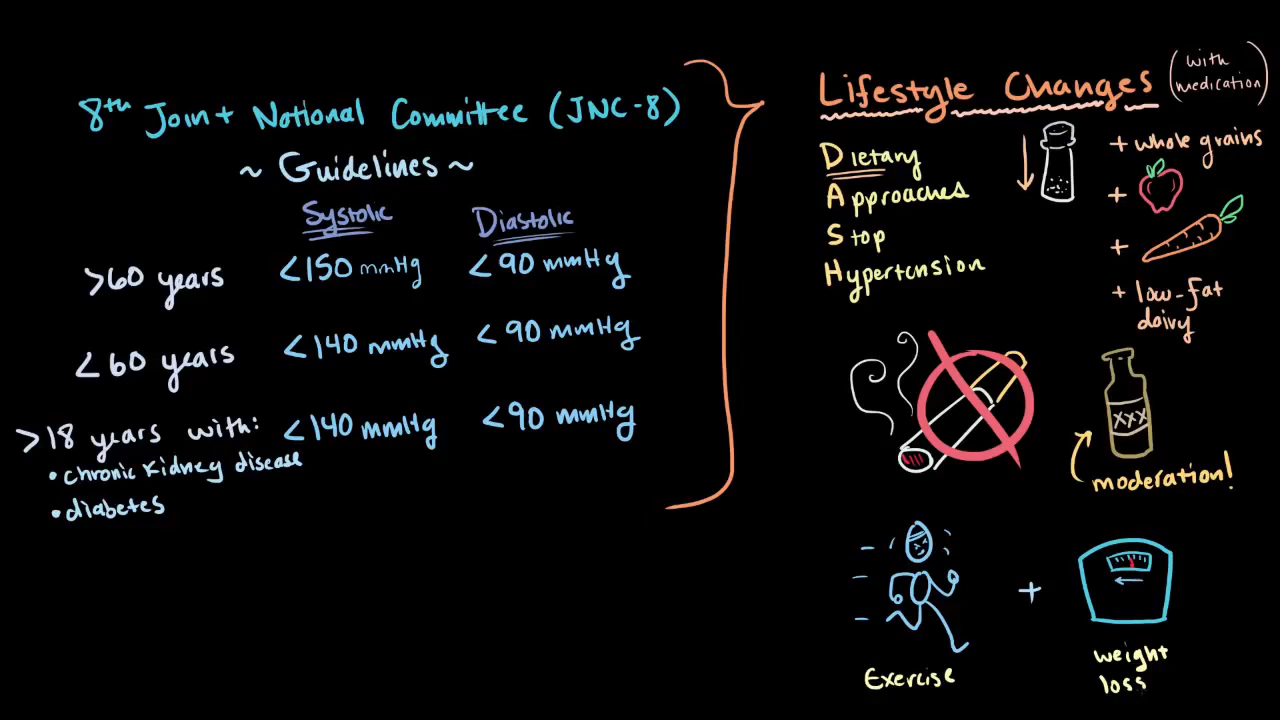 8th Joint National Committee (JNC-8)
~ Guidelines ~
Systolic Diastolic
>60 years <150 mmHg <90 mmHg
<60 years <140 mmHg <90 mmHg
>18 years with: <140 mmHg <90 mmHg
• chronic kidney disease
• diabetes
Lifestyle Changes (with medication)
Dietary
Approaches
Stop
Hypertension
+ whole grains
+
+
+ low-fat
dairy
XXX
moderation!
Exercise
+
weight
loss